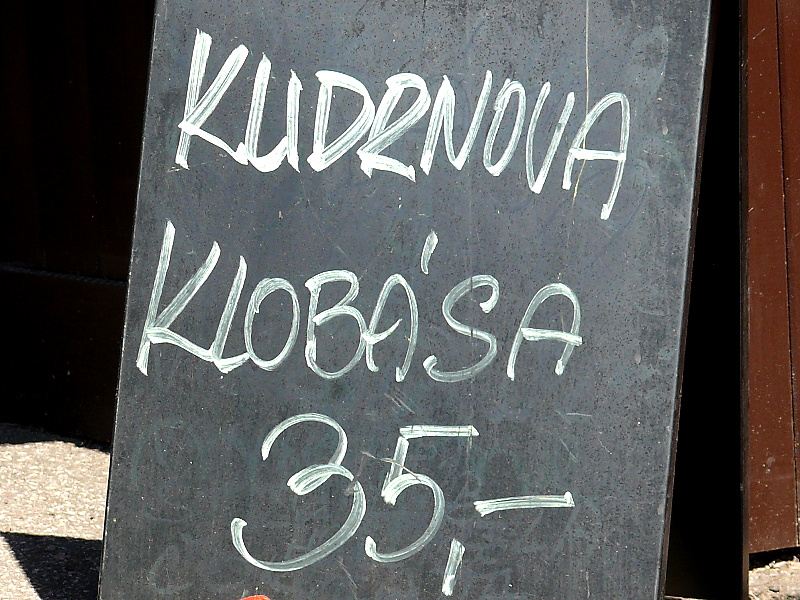 KUDRNOVA
KLOBÁSA
35,-